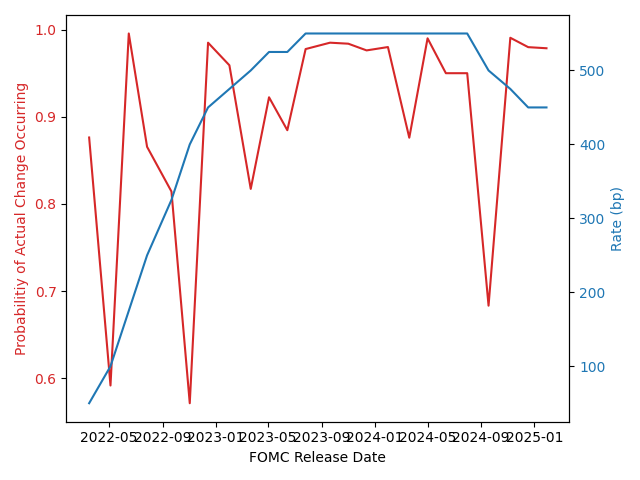 1.0
0.9
0.8
0.7
0.6
Probabilitiy of Actual Change Occurring
500
400
300
200
100
Rate (bp)
2022-05 2022-09 2023-01 2023-05 2023-09 2024-01 2024-05 2024-09 2025-01
FOMC Release Date